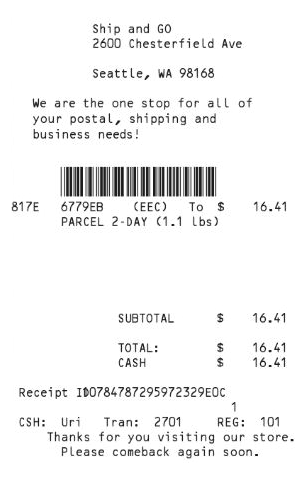 Ship and GO
2600 Chesterfield Ave
Seattle, WA 98168
We are the one stop for all of
your postal, shipping and
business needs!
817E 6779EB (EEC) To $ 16.41
PARCEL 2-DAY (1.1 lbs)
SUBTOTAL $ 16.41
TOTAL: $ 16.41
CASH $ 16.41
Receipt ID0784787295972329EOC
1
CSH: Uri Tran: 2701 REG: 101
Thanks for you visiting our store.
Please comeback again soon.